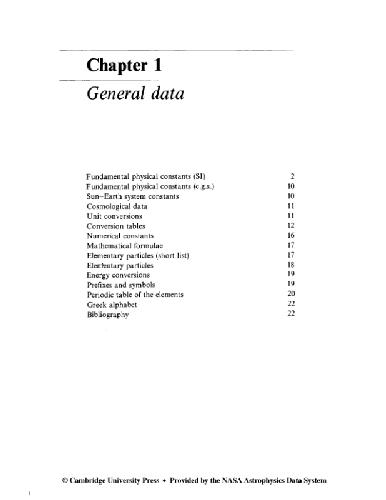 Chapter 1
General data
Fundamental physical constants (SI) 2
Fundamental physical constants (c.g.s.) 10
Sun–Earth system constants 10
Cosmological data 11
Unit conversions 11
Conversion tables 12
Numerical constants 16
Mathematical formulae 17
Elementary particles (short list) 17
Elementary particles 18
Energy conversions 19
Prefixes and symbols 19
Periodic table of the elements 20
Greek alphabet 22
Bibliography 22
© Cambridge University Press • Provided by the NASA Astrophysics Data System